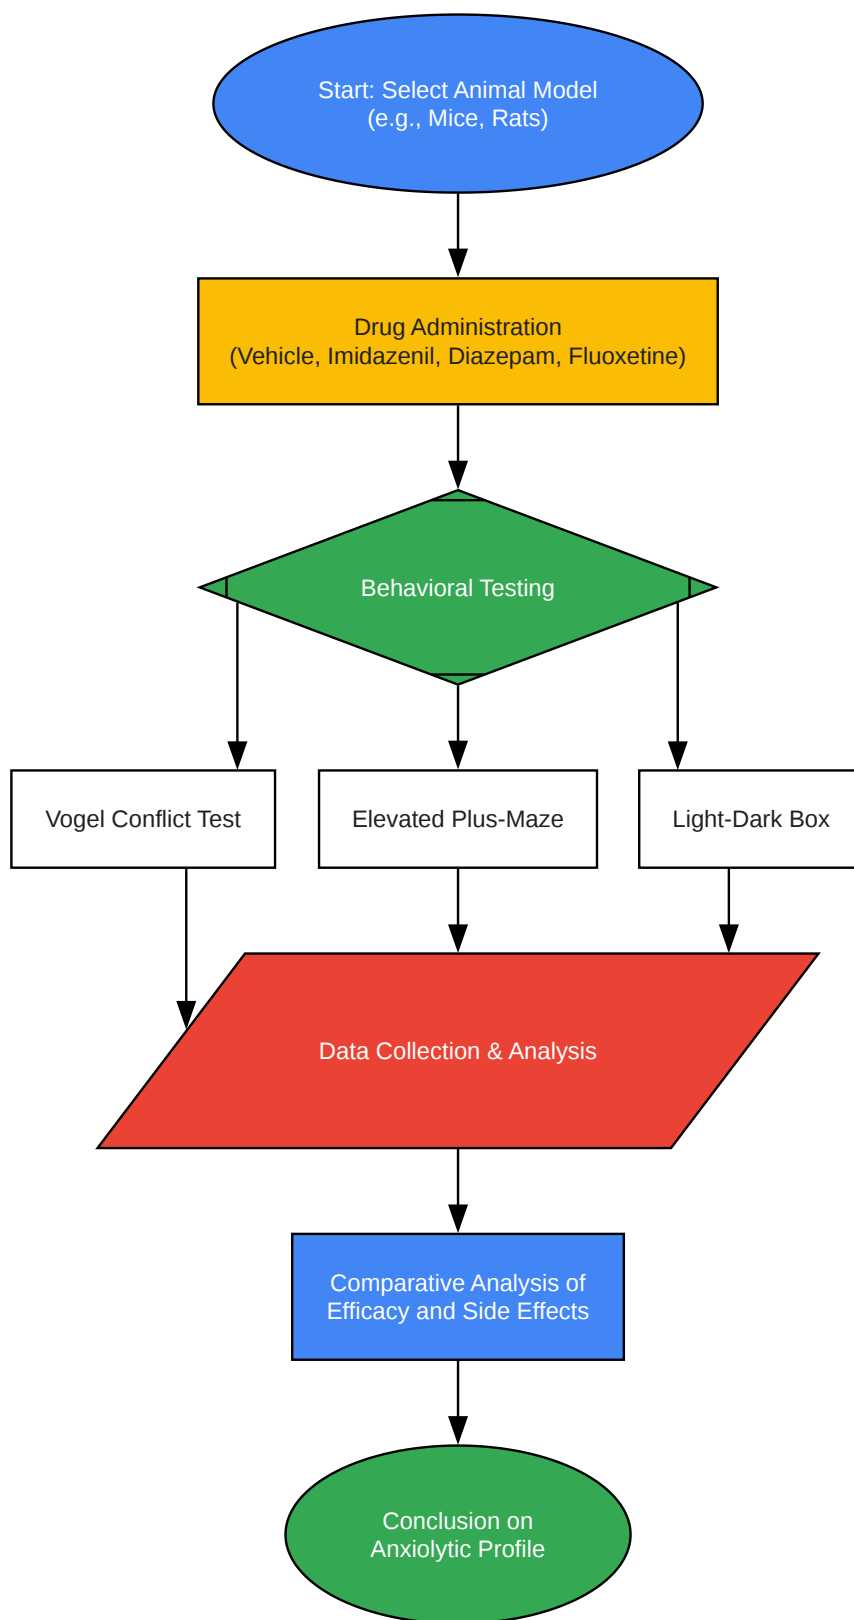 Start: Select Animal Model
(e.g., Mice, Rats)
Drug Administration
(Vehicle, Imidazenil, Diazepam, Fluoxetine)
Behavioral Testing
Vogel Conflict Test
Elevated Plus-Maze
Light-Dark Box
Data Collection & Analysis
Comparative Analysis of
Efficacy and Side Effects
Conclusion on
Anxiolytic Profile